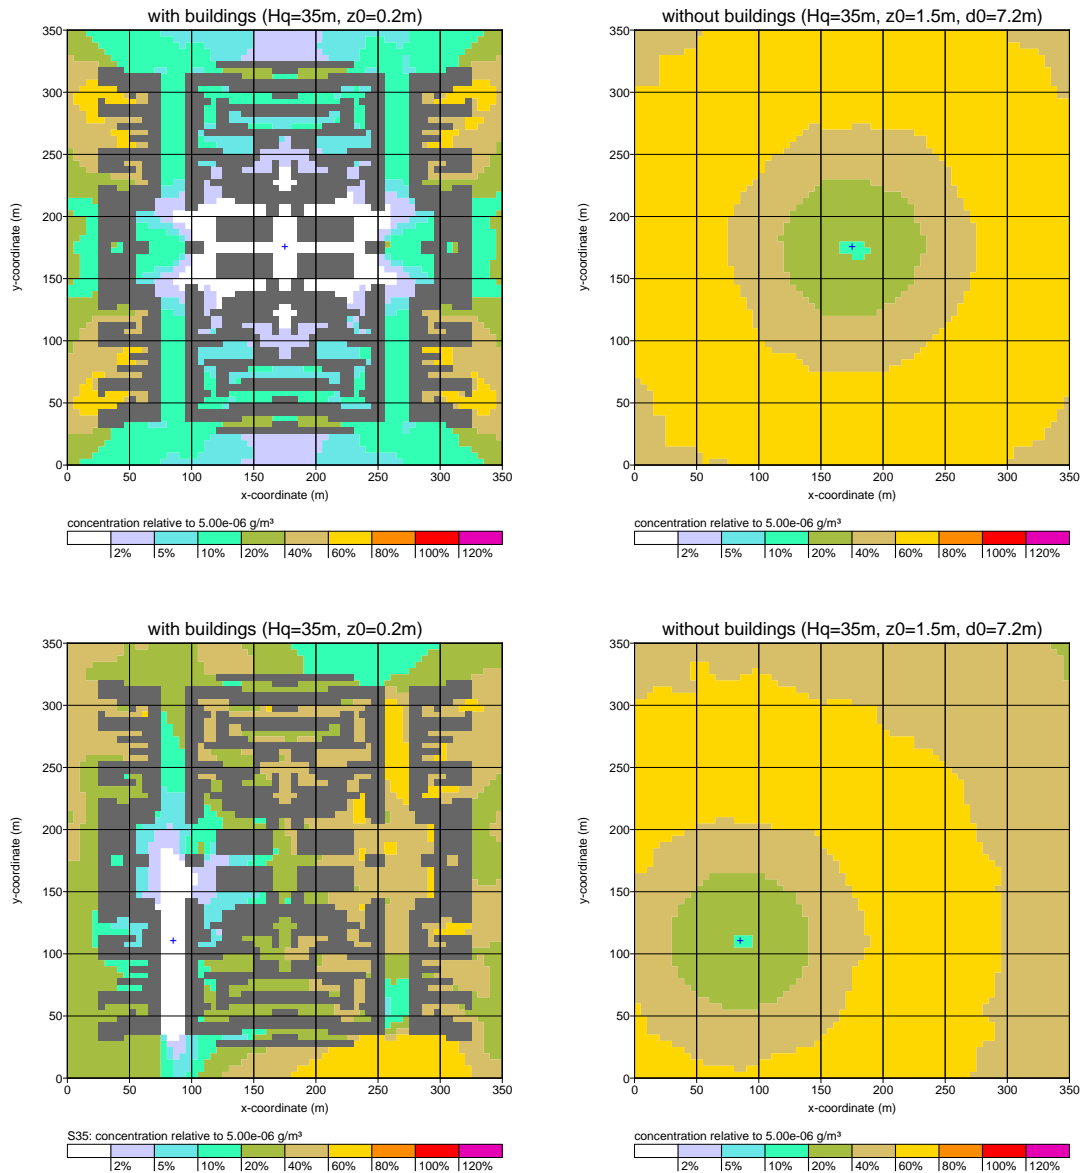 with buildings (Hq=35m, z0=0.2m)
without buildings (Hq=35m, z0=1.5m, d0=7.2m)
350
300
250
200
150
100
50
0
y-coordinate (m)
0 50 100 150 200 250 300 350
x-coordinate (m)
350
300
250
200
150
100
50
0
y-coordinate (m)
0 50 100 150 200 250 300 350
x-coordinate (m)
concentration relative to 5.00e-06 g/m³
2% 5% 10% 20% 40% 60% 80% 100% 120%
concentration relative to 5.00e-06 g/m³
2% 5% 10% 20% 40% 60% 80% 100% 120%
with buildings (Hq=35m, z0=0.2m)
without buildings (Hq=35m, z0=1.5m, d0=7.2m)
350
300
250
200
150
100
50
0
y-coordinate (m)
0 50 100 150 200 250 300 350
x-coordinate (m)
350
300
250
200
150
100
50
0
y-coordinate (m)
0 50 100 150 200 250 300 350
x-coordinate (m)
S35: concentration relative to 5.00e-06 g/m³
2% 5% 10% 20% 40% 60% 80% 100% 120%
concentration relative to 5.00e-06 g/m³
2% 5% 10% 20% 40% 60% 80% 100% 120%